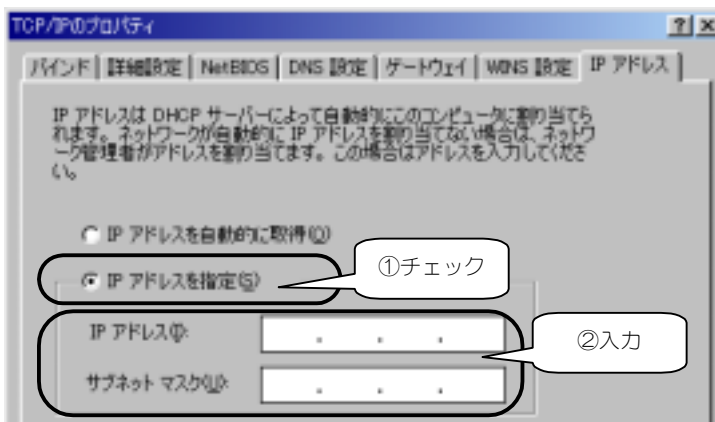 TCP/IPのプロパティ
バインド 詳細設定 NetBIOS DNS 設定 ゲートウェイ WINS 設定 IP アドレス
IP アドレスは DHCP サーバーによって自動的にこのコンピュータに割り当てら
れます。ネットワークが自動的に IP アドレスを割り当てない場合は、ネットワ
ーク管理者がアドレスを割り当てます。この場合はアドレスを入力してくださ
い。
IP アドレスを自動的に取得(O)
①チェック
IP アドレスを指定(S)
IP アドレス(I):
②入力
サブネット マスク(U):